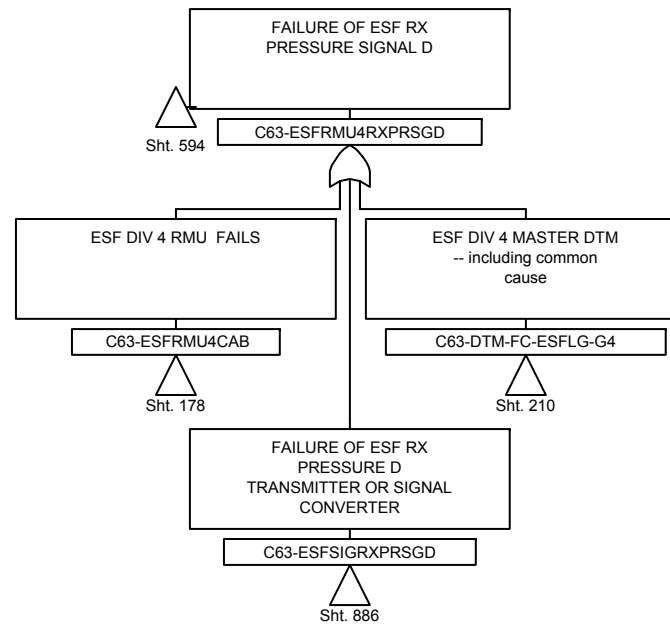 FAILURE OF ESF RX
PRESSURE SIGNAL D
Sht. 594
C63-ESFRMU4RXPRSGD
ESF DIV 4 RMU FAILS
C63-ESFRMU4CAB
Sht. 178
ESF DIV 4 MASTER DTM
-- including common
cause
C63-DTM-FC-ESFLG-G4
Sht. 210
FAILURE OF ESF RX
PRESSURE D
TRANSMITTER OR SIGNAL
CONVERTER
C63-ESFSIGRXPRSGD
Sht. 886